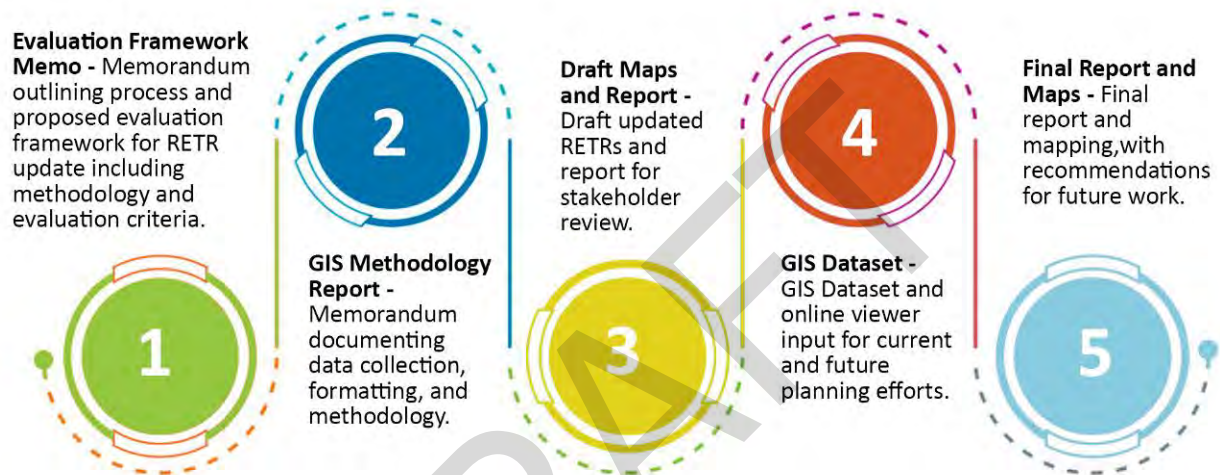 Evaluation Framework
Memo - Memorandum
outlining process and
proposed evaluation
framework for RETR
update including
methodology and
evaluation criteria.
1
2
GIS Methodology
Report -
Memorandum
documenting
data collection,
formatting, and
methodology.
Draft Maps
and Report -
Draft updated
RETRs and
report for
stakeholder
review.
3
4
GIS Dataset -
GIS Dataset and
online viewer
input for current
and future
planning efforts.
Final Report and
Maps - Final
report and
mapping,with
recommendations
for future work.
5
DRAFT